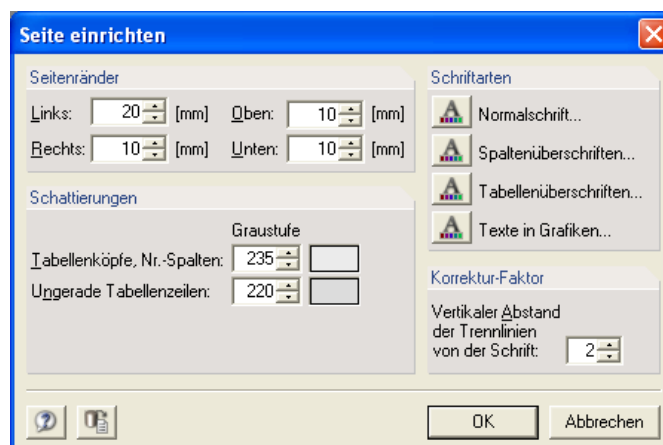 Seite einrichten
Seitenränder
Links: 20 [mm] Oben: 10 [mm]
Rechts: 10 [mm] Unten: 10 [mm]
Schattierungen
Graustufe
Tabellenköpfe, Nr.-Spalten: 235
Ungerade Tabellenzeilen: 220
Schriftarten
Normalschrift...
Spaltenüberschriften...
Tabellenüberschriften...
Texte in Grafiken...
Korrektur-Faktor
Vertikaler Abstand
der Trennlinien
von der Schrift: 2
OK Abbrechen